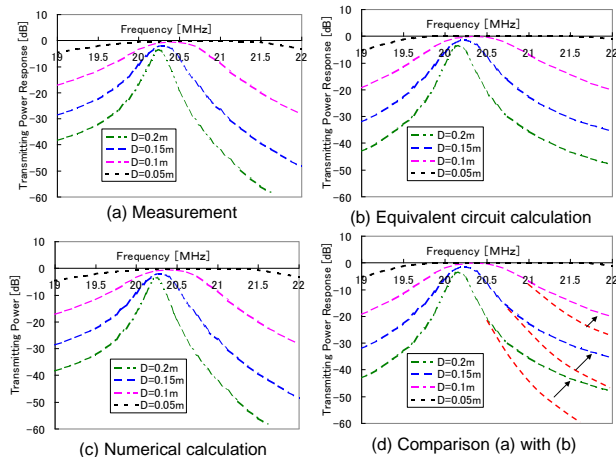 Frequency [MHz]
19 19.5 20 20.5 21 21.5 22
10
0
-10
-20
-30
-40
-50
-60
Transmitting Power Response [dB]
D=0.2m
D=0.15m
D=0.1m
D=0.05m
(a) Measurement
Frequency [MHz]
19 19.5 20 20.5 21 21.5 22
10
0
-10
-20
-30
-40
-50
-60
Transmitting Power Response [dB]
D=0.2m
D=0.15m
D=0.1m
D=0.05m
(b) Equivalent circuit calculation
Frequency [MHz]
19 19.5 20 20.5 21 21.5 22
10
0
-10
-20
-30
-40
-50
-60
Transmitting Power [dB]
D=0.2m
D=0.15m
D=0.1m
D=0.05m
(c) Numerical calculation
Frequency [MHz]
19 19.5 20 20.5 21 21.5 22
10
0
-10
-20
-30
-40
-50
-60
Transmitting Power Response [dB]
D=0.2m
D=0.15m
D=0.1m
D=0.05m
(d) Comparison (a) with (b)